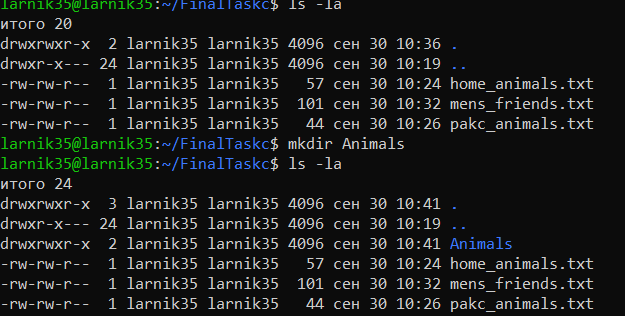 larnik35@larnik35:~/FinalTaskc$ ls -la
итого 20
drwxrwxr-x  2 larnik35 larnik35 4096 сен 30 10:36 .
drwxr-x--- 24 larnik35 larnik35 4096 сен 30 10:19 ..
-rw-rw-r--  1 larnik35 larnik35   57 сен 30 10:24 home_animals.txt
-rw-rw-r--  1 larnik35 larnik35  101 сен 30 10:32 mens_friends.txt
-rw-rw-r--  1 larnik35 larnik35   44 сен 30 10:26 pakc_animals.txt
larnik35@larnik35:~/FinalTaskc$ mkdir Animals
larnik35@larnik35:~/FinalTaskc$ ls -la
итого 24
drwxrwxr-x  3 larnik35 larnik35 4096 сен 30 10:41 .
drwxr-x--- 24 larnik35 larnik35 4096 сен 30 10:19 ..
drwxrwxr-x  2 larnik35 larnik35 4096 сен 30 10:41 Animals
-rw-rw-r--  1 larnik35 larnik35   57 сен 30 10:24 home_animals.txt
-rw-rw-r--  1 larnik35 larnik35  101 сен 30 10:32 mens_friends.txt
-rw-rw-r--  1 larnik35 larnik35   44 сен 30 10:26 pakc_animals.txt